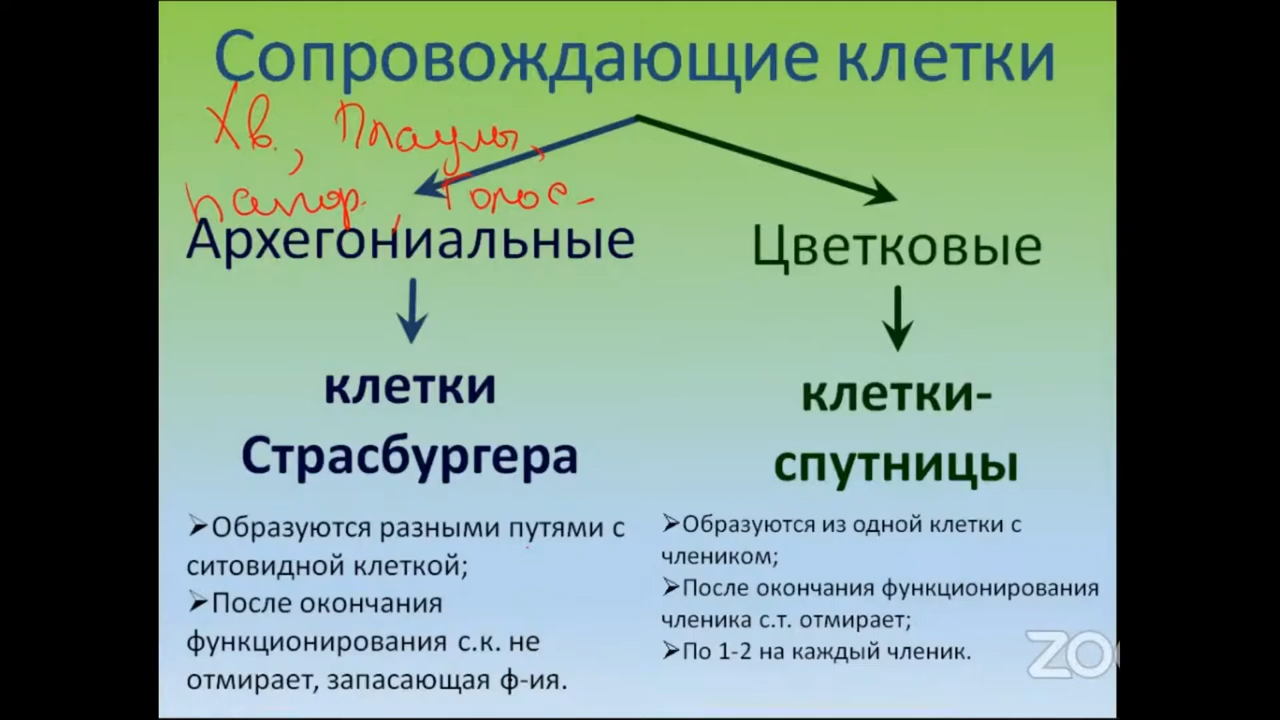 Сопровождающие клетки
Хв., Плауны,
папор., Голос-
Архегониальные
Цветковые
клетки
Страсбургера
клетки-
спутницы
➢Образуются разными путями с
ситовидной клеткой;
➢После окончания
функционирования с.к. не
отмирает, запасающая ф-ия.
➢Образуются из одной клетки с
члеником;
➢После окончания функционирования
членика с.т. отмирает;
➢По 1-2 на каждый членик.
ZO